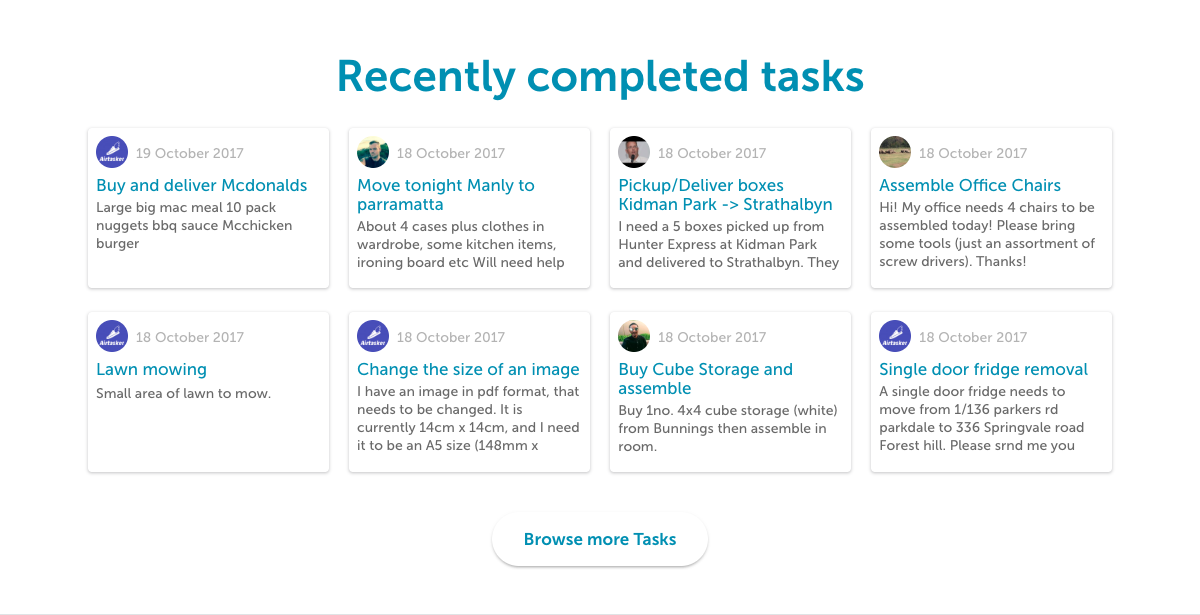 Recently completed tasks
Airtasker
19 October 2017
Buy and deliver Mcdonalds
Large big mac meal 10 pack
nuggets bbq sauce Mcchicken
burger
18 October 2017
Move tonight Manly to
parramatta
About 4 cases plus clothes in
wardrobe, some kitchen items,
ironing board etc Will need help
18 October 2017
Pickup/Deliver boxes
Kidman Park -> Strathalbyn
I need a 5 boxes picked up from
Hunter Express at Kidman Park
and delivered to Strathalbyn. They
18 October 2017
Assemble Office Chairs
Hi! My office needs 4 chairs to be
assembled today! Please bring
some tools (just an assortment of
screw drivers). Thanks!
Airtasker
18 October 2017
Lawn mowing
Small area of lawn to mow.
Airtasker
18 October 2017
Change the size of an image
I have an image in pdf format, that
needs to be changed. It is
currently 14cm x 14cm, and I need
it to be an A5 size (148mm x
18 October 2017
Buy Cube Storage and
assemble
Buy 1no. 4x4 cube storage (white)
from Bunnings then assemble in
room.
Airtasker
18 October 2017
Single door fridge removal
A single door fridge needs to
move from 1/136 parkers rd
parkdale to 336 Springvale road
Forest hill. Please srnd me you
Browse more Tasks